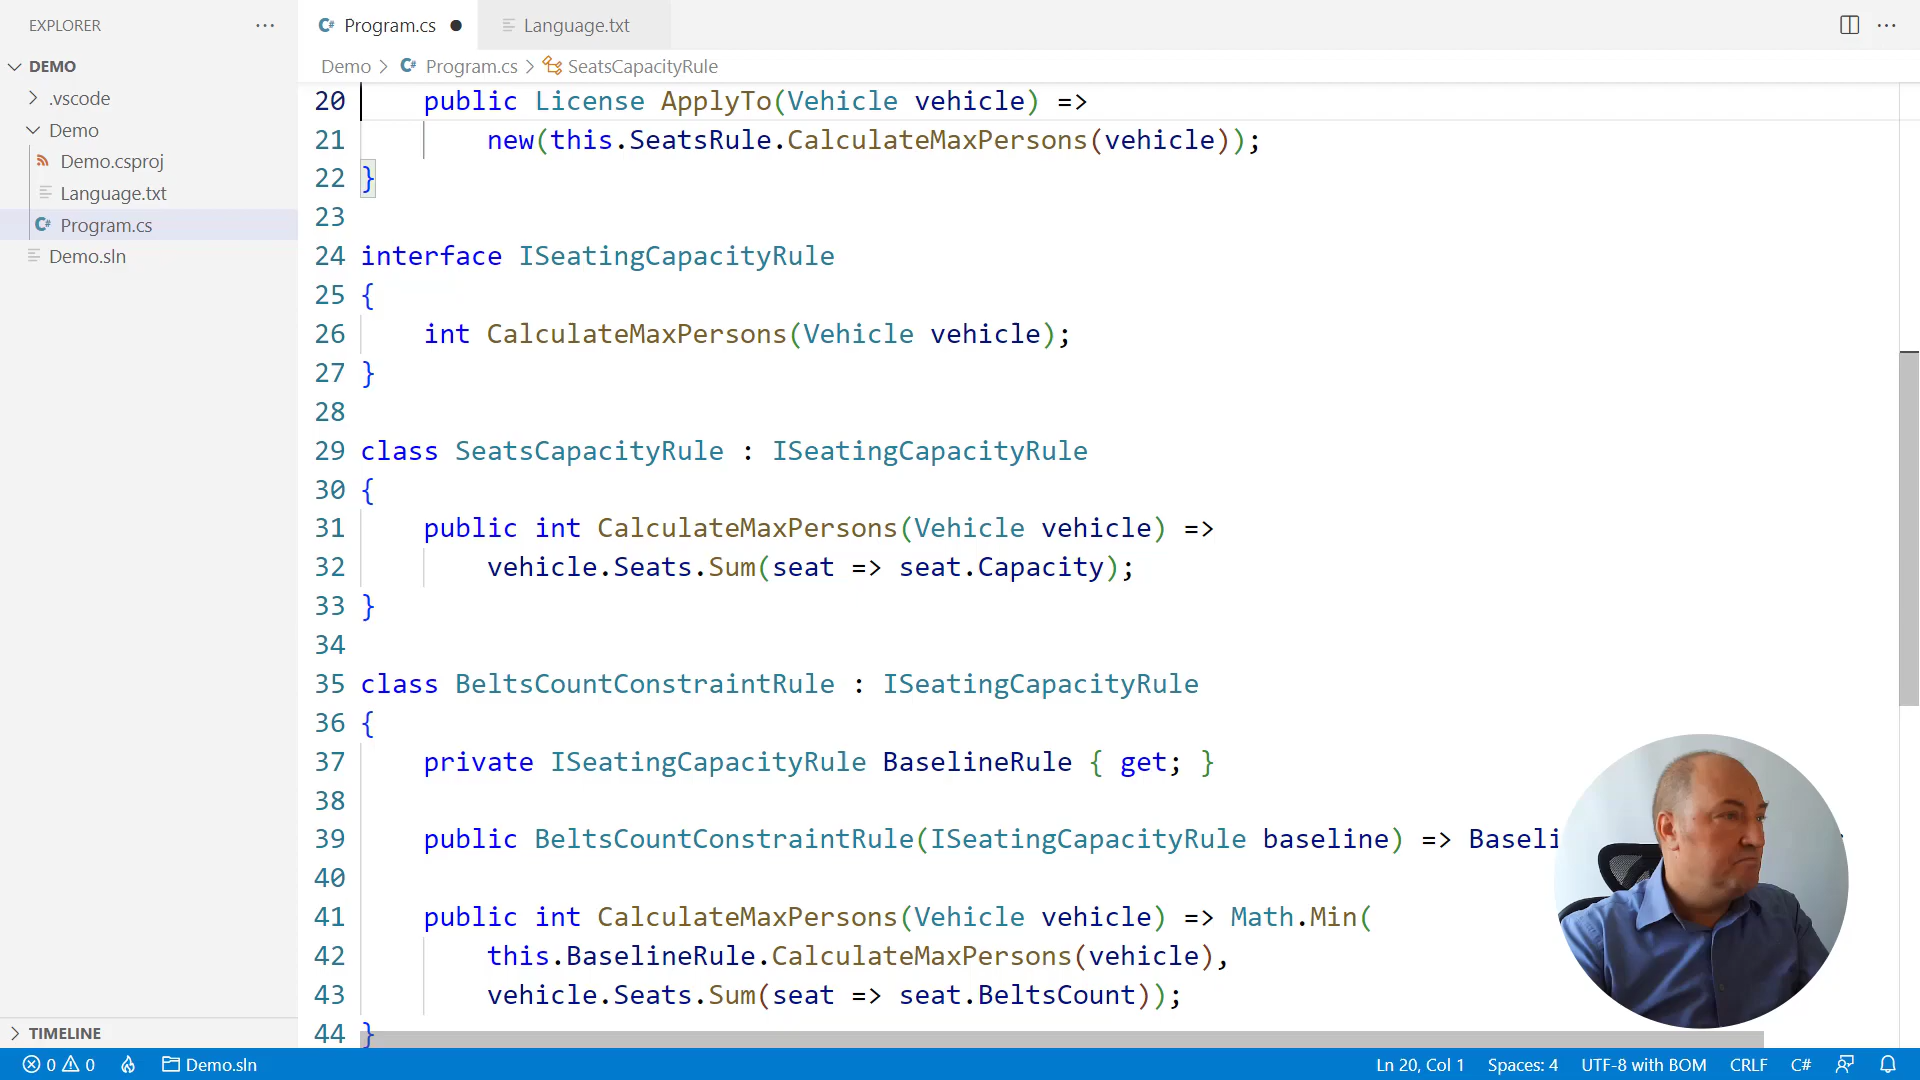 EXPLORER
DEMO
.vscode
Demo
Demo.csproj
Language.txt
Program.cs
Demo.sln
TIMELINE
Program.cs
Language.txt
Demo > Program.cs > SeatsCapacityRule
20 public License ApplyTo(Vehicle vehicle) =>
21 new(this.SeatsRule.CalculateMaxPersons(vehicle));
22 }
23
24 interface ISeatingCapacityRule
25 {
26 int CalculateMaxPersons(Vehicle vehicle);
27 }
28
29 class SeatsCapacityRule : ISeatingCapacityRule
30 {
31 public int CalculateMaxPersons(Vehicle vehicle) =>
32 vehicle.Seats.Sum(seat => seat.Capacity);
33 }
34
35 class BeltsCountConstraintRule : ISeatingCapacityRule
36 {
37 private ISeatingCapacityRule BaselineRule { get; }
38
39 public BeltsCountConstraintRule(ISeatingCapacityRule baseline) => Baseli
40
41 public int CalculateMaxPersons(Vehicle vehicle) => Math.Min(
42 this.BaselineRule.CalculateMaxPersons(vehicle),
43 vehicle.Seats.Sum(seat => seat.BeltsCount));
44 }
0 0 Demo.sln Ln 20, Col 1 Spaces: 4 UTF-8 with BOM CRLF C#